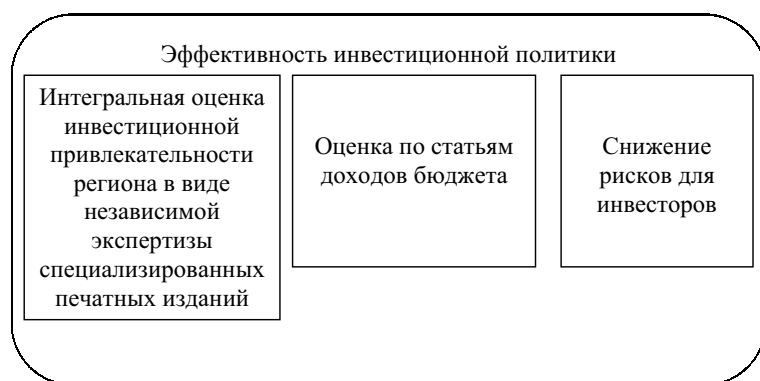 Эффективность инвестиционной политики
Интегральная оценка
инвестиционной
привлекательности
региона в виде
независимой
экспертизы
специализированных
печатных изданий
Оценка по статьям
доходов бюджета
Снижение
рисков для
инвесторов